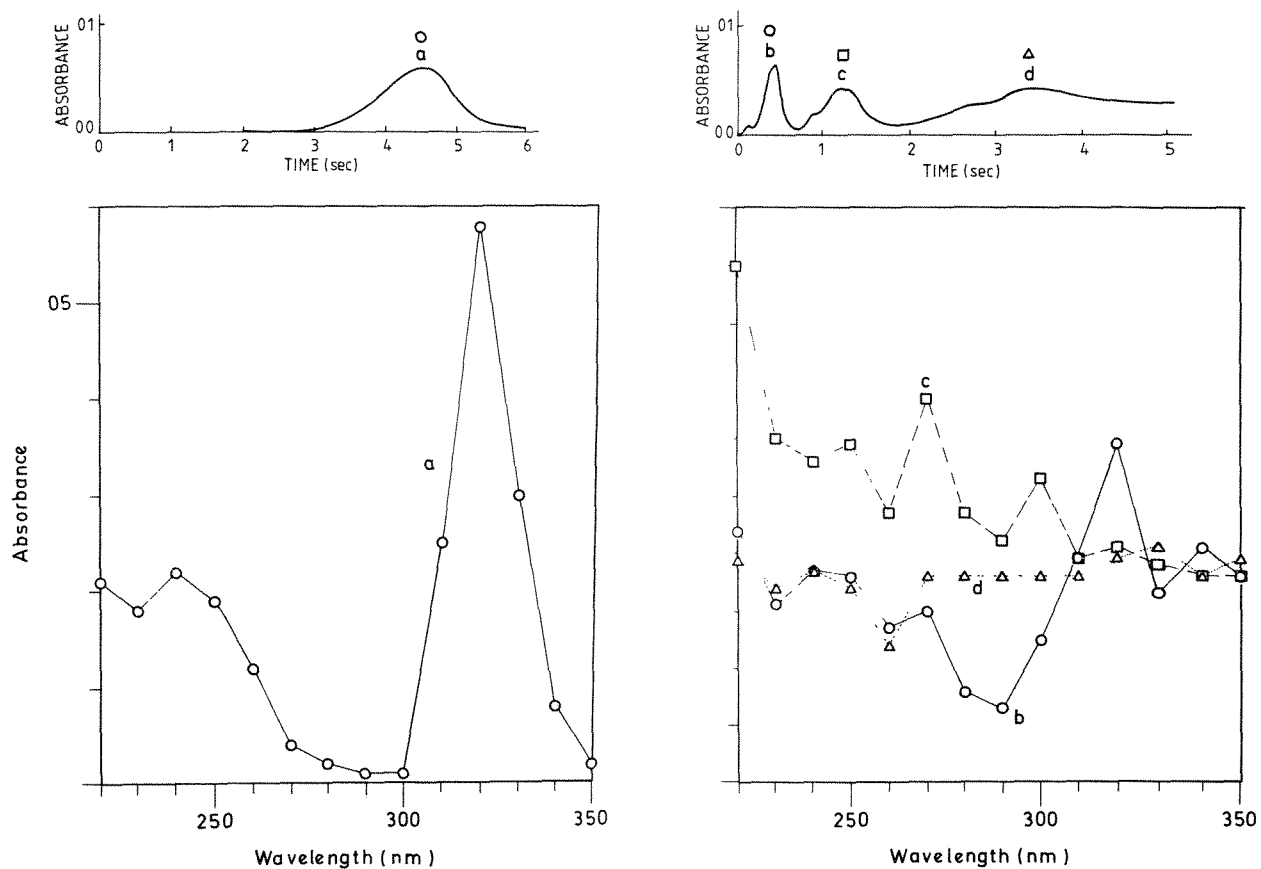 ABSORBANCE
01
00
a
0 1 2 3 4 5 6
TIME (sec)
ABSORBANCE
01
00
b
c
d
0 1 2 3 4 5
TIME (sec)
Absorbance
05
a
250 300 350
Wavelength (nm)
c
d
b
250 300 350
Wavelength (nm)